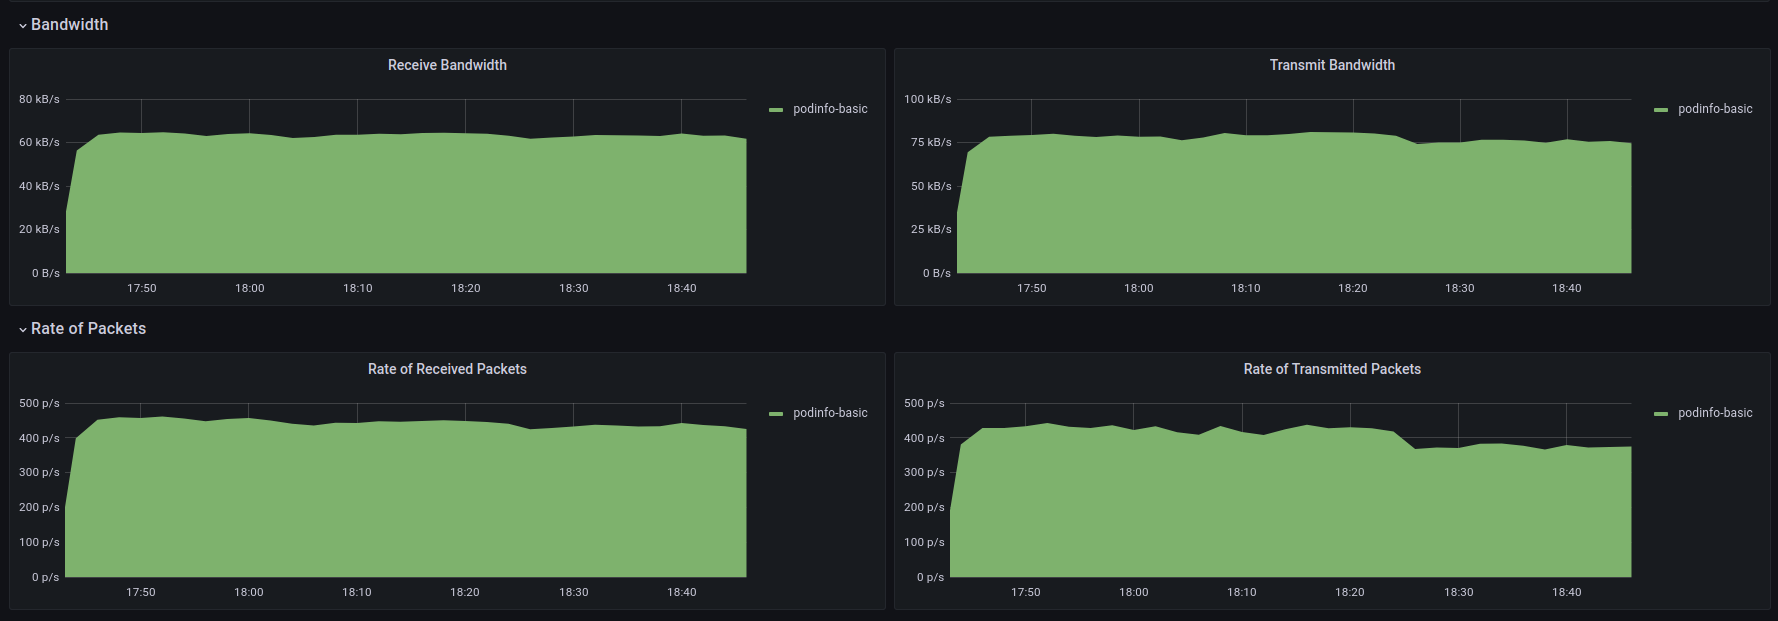 Bandwidth
Receive Bandwidth
80 kB/s
60 kB/s
40 kB/s
20 kB/s
0 B/s
17:50 18:00 18:10 18:20 18:30 18:40
podinfo-basic
Transmit Bandwidth
100 kB/s
75 kB/s
50 kB/s
25 kB/s
0 B/s
17:50 18:00 18:10 18:20 18:30 18:40
podinfo-basic
Rate of Packets
Rate of Received Packets
500 p/s
400 p/s
300 p/s
200 p/s
100 p/s
0 p/s
17:50 18:00 18:10 18:20 18:30 18:40
podinfo-basic
Rate of Transmitted Packets
500 p/s
400 p/s
300 p/s
200 p/s
100 p/s
0 p/s
17:50 18:00 18:10 18:20 18:30 18:40
podinfo-basic